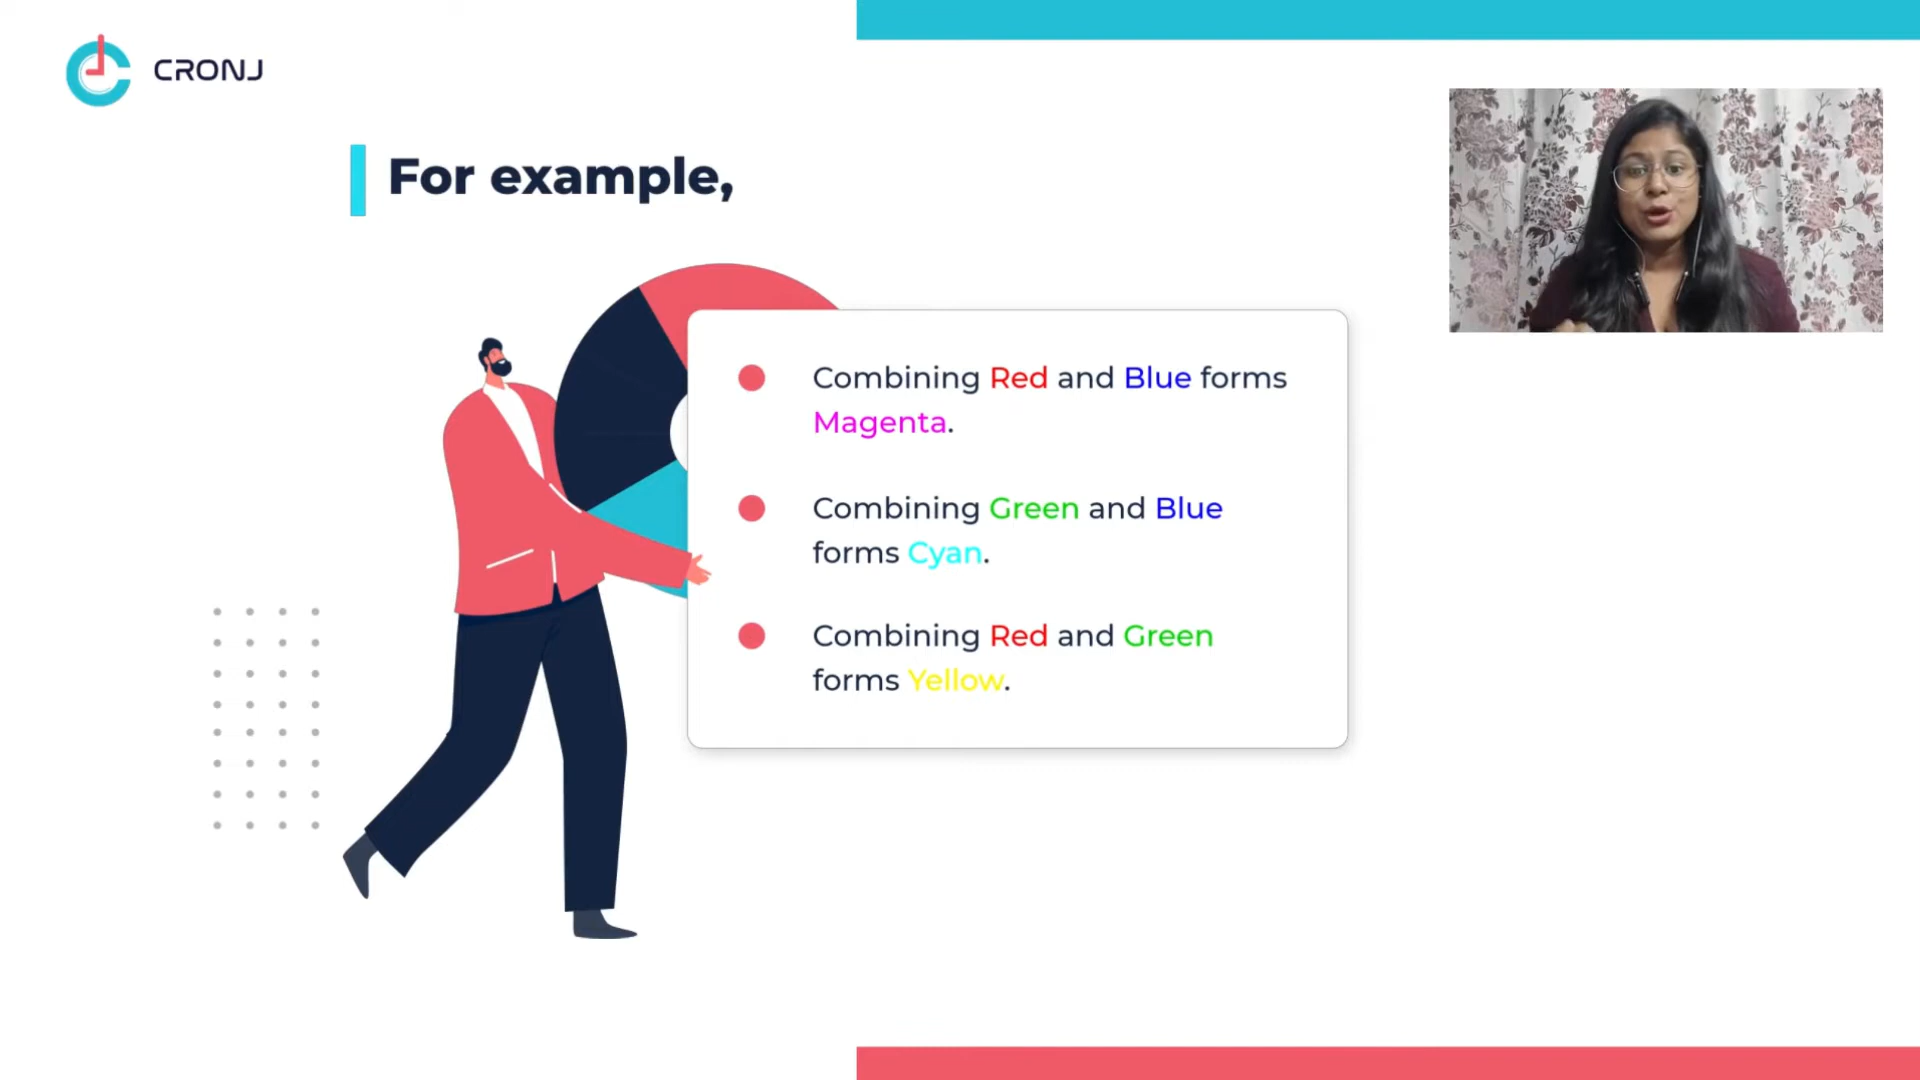 CRONJ
For example,
Combining Red and Blue forms
Magenta.
Combining Green and Blue
forms Cyan.
Combining Red and Green
forms Yellow.